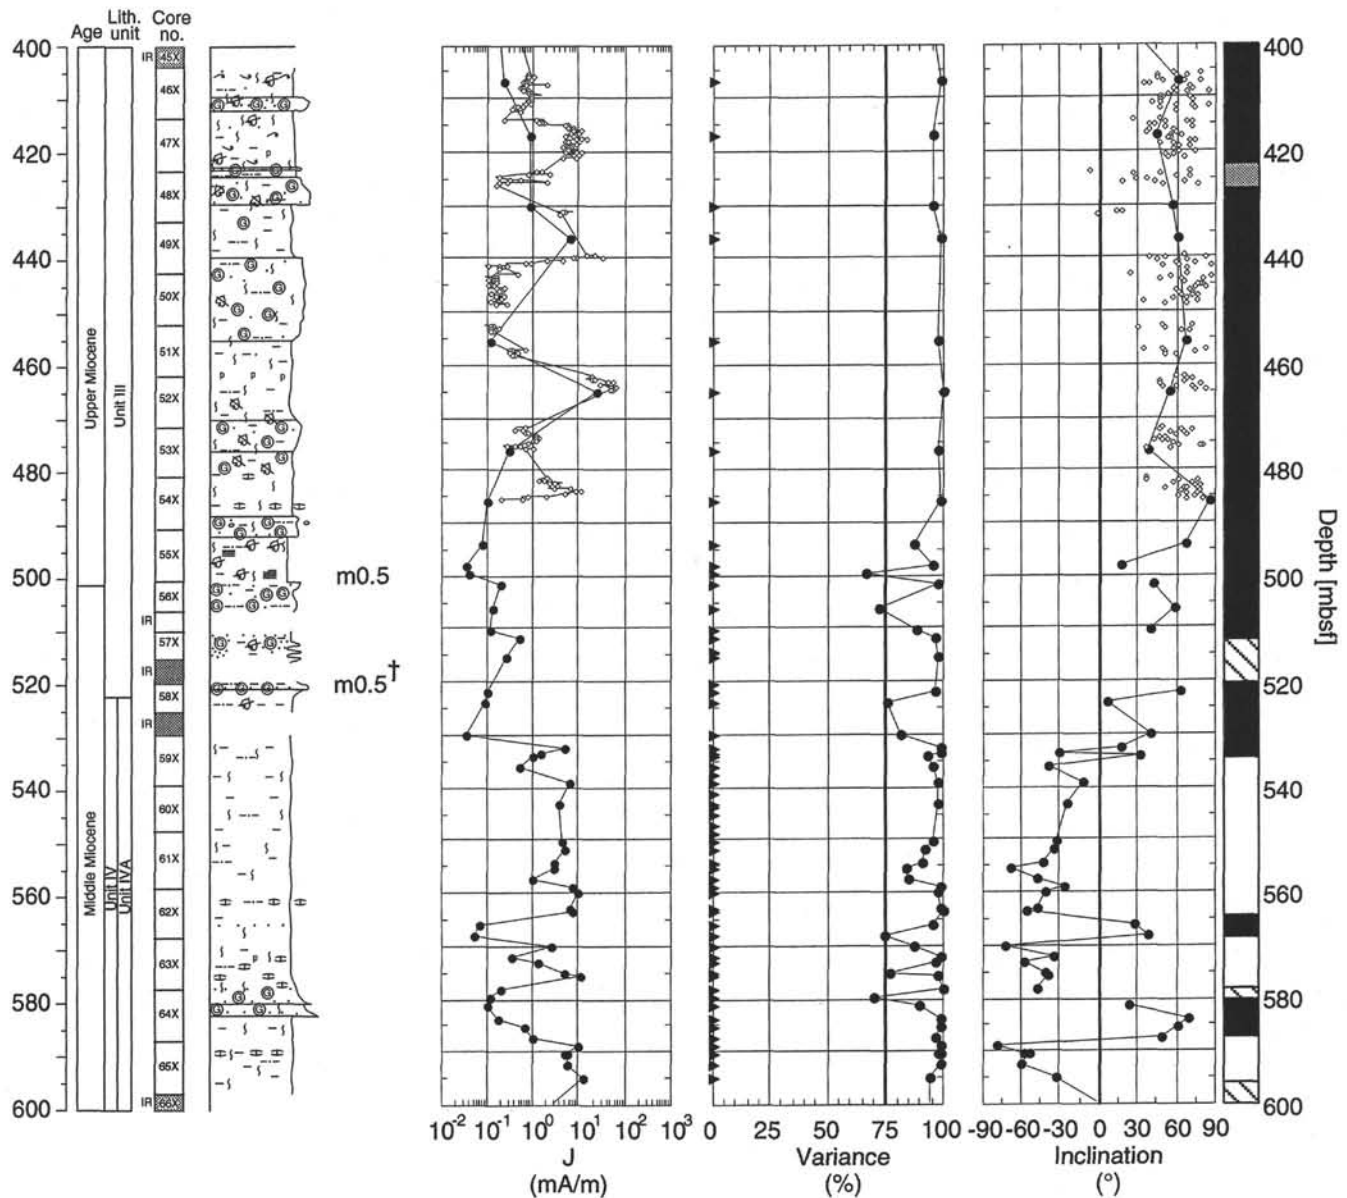 Age
Lith. unit
Core no.
400
420
440
460
480
500
520
540
560
580
600
Upper Miocene
Middle Miocene
Unit III
Unit IV
Unit IVA
IR
45X
46X
47X
48X
49X
50X
51X
52X
53X
54X
55X
56X
IR
57X
IR
58X
IR
59X
60X
61X
62X
63X
64X
65X
IR
66X
m0.5
m0.5†
10-2 10-1 100 101 102 103
J
(mA/m)
0 25 50 75 100
Variance
(%)
-90 -60 -30 0 30 60 90
Inclination
(°)
400
420
440
460
480
500
520
540
560
580
600
Depth [mbsf]